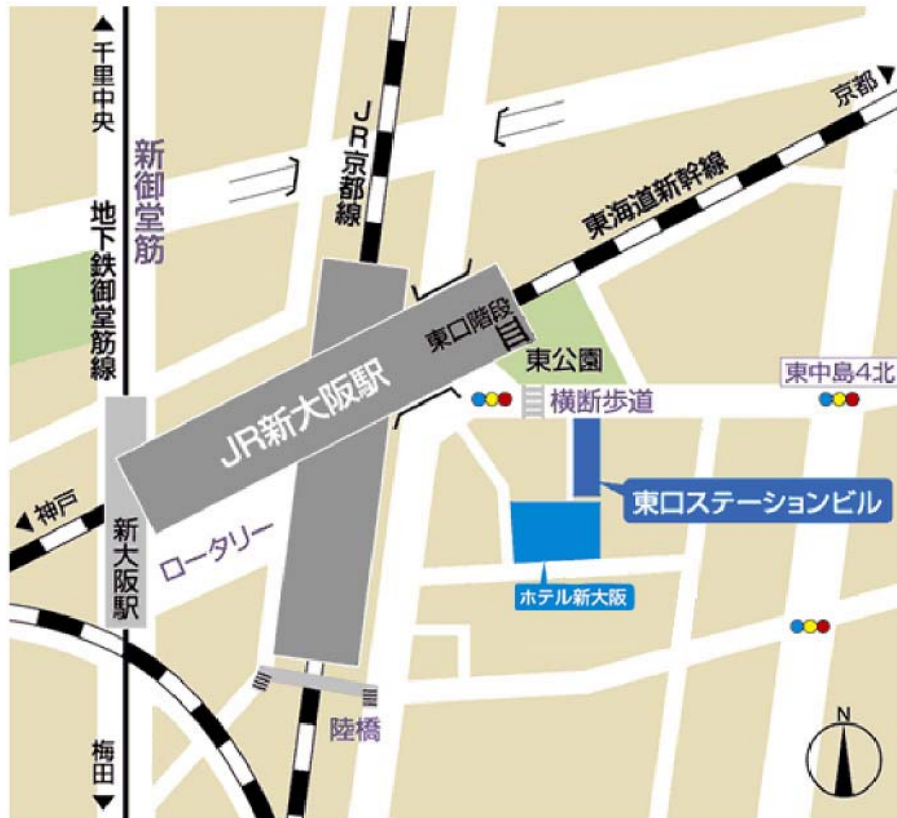 千里中央
新御堂筋
地下鉄御堂筋線
JR京都線
京都
東海道新幹線
東口階段
東公園
東中島4北
横断歩道
JR新大阪駅
東口ステーションビル
神戸
新大阪駅
ロータリー
ホテル新大阪
陸橋
梅田
N